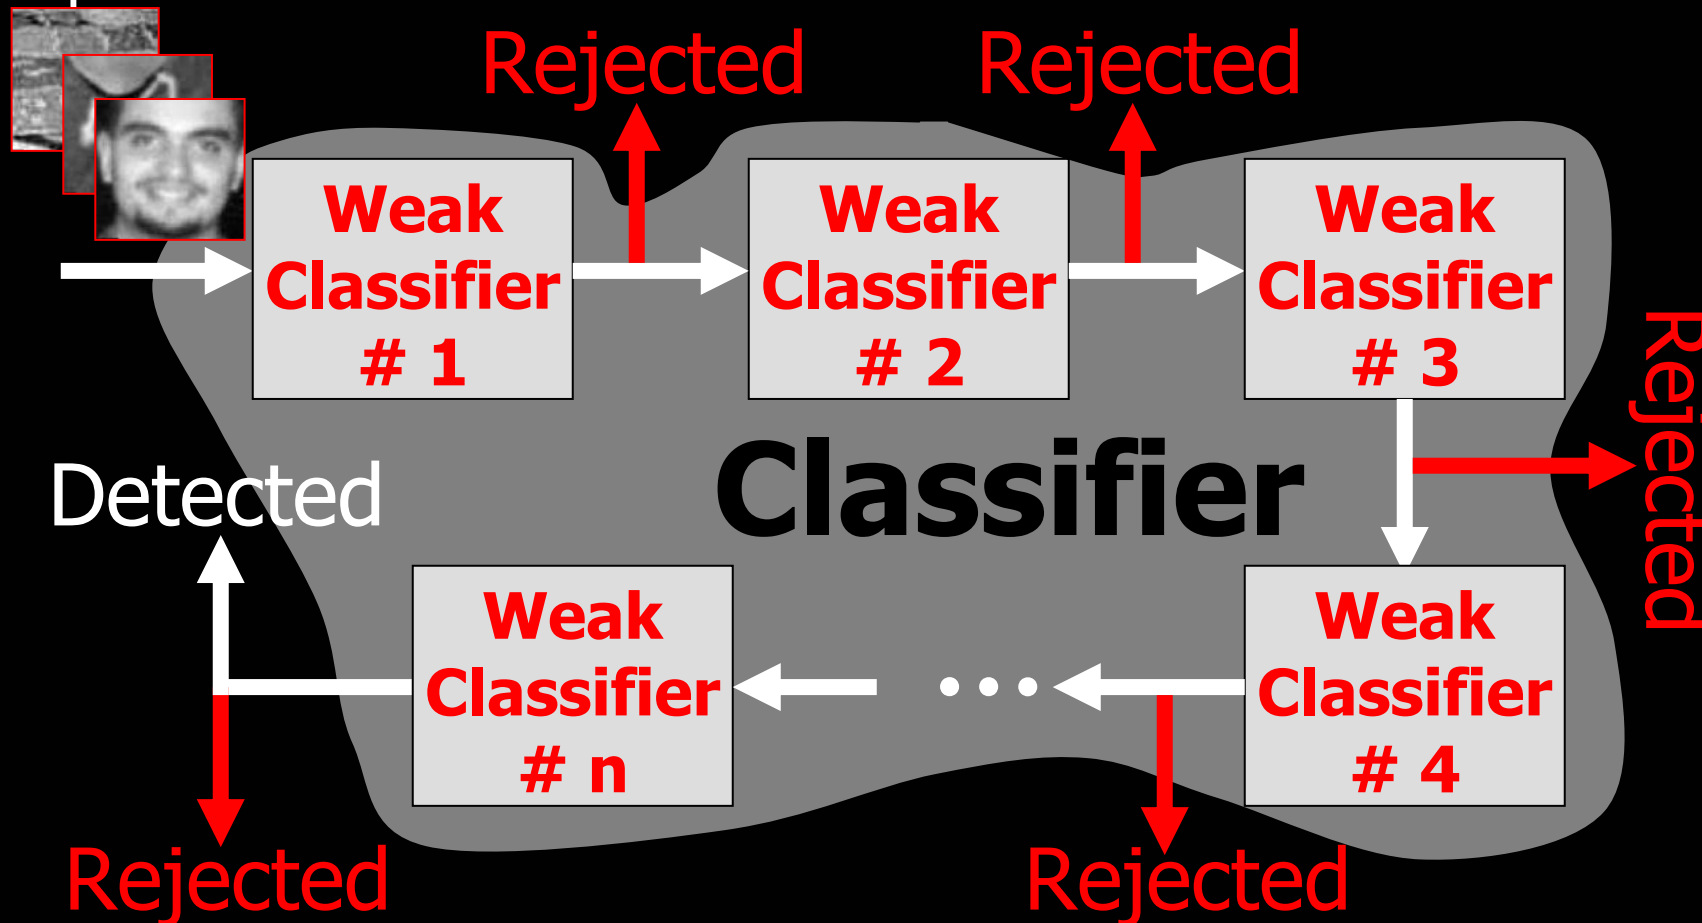 Rejected
Rejected
Weak
Classifier
# 1
Weak
Classifier
# 2
Weak
Classifier
# 3
Rejected
Classifier
Detected
Weak
Classifier
# n
...
Weak
Classifier
# 4
Rejected
Rejected